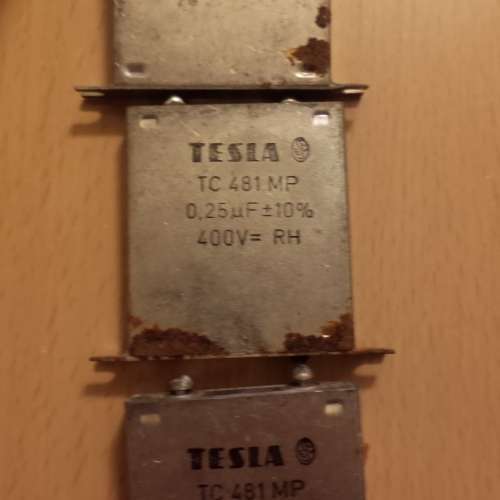 TESLA
TC 481 MP
0,25µF±10%
400V= RH
TESLA
TC 481 MP